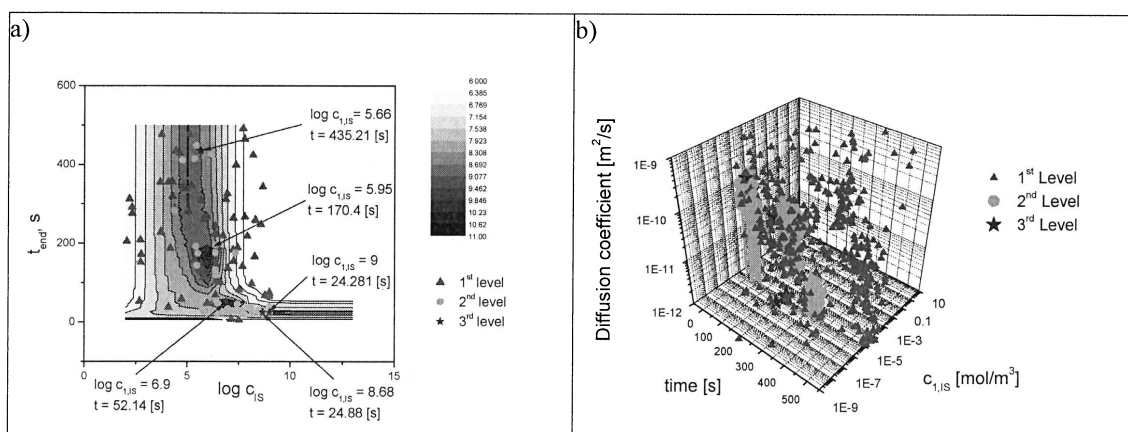 a)
600
400
200
0
t_end, s
0
5
10
15
log c_IS
log c_1,IS = 5.66
t = 435.21 [s]
log c_1,IS = 5.95
t = 170.4 [s]
log c_1,IS = 9
t = 24.281 [s]
log c_1,IS = 6.9
t = 52.14 [s]
log c_1,IS = 8.68
t = 24.88 [s]
6.000
6.385
6.769
7.154
7.538
7.923
8.308
8.692
9.077
9.462
9.846
10.23
10.62
11.00
1st level
2nd level
3rd level
b)
Diffusion coefficient [m²/s]
1E-9
1E-10
1E-11
1E-12
0
100
200
300
400
500
time [s]
10
0.1
1E-3
1E-5
1E-7
1E-9
c_1,IS [mol/m³]
1st Level
2nd Level
3rd Level